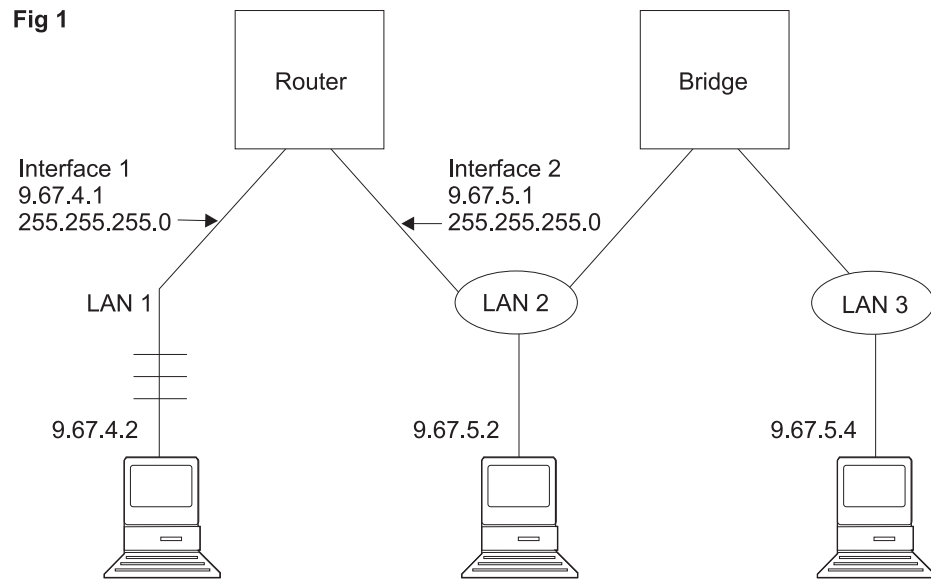 Fig 1
Router
Bridge
Interface 1
9.67.4.1
255.255.255.0
Interface 2
9.67.5.1
255.255.255.0
LAN 1
LAN 2
LAN 3
9.67.4.2
9.67.5.2
9.67.5.4